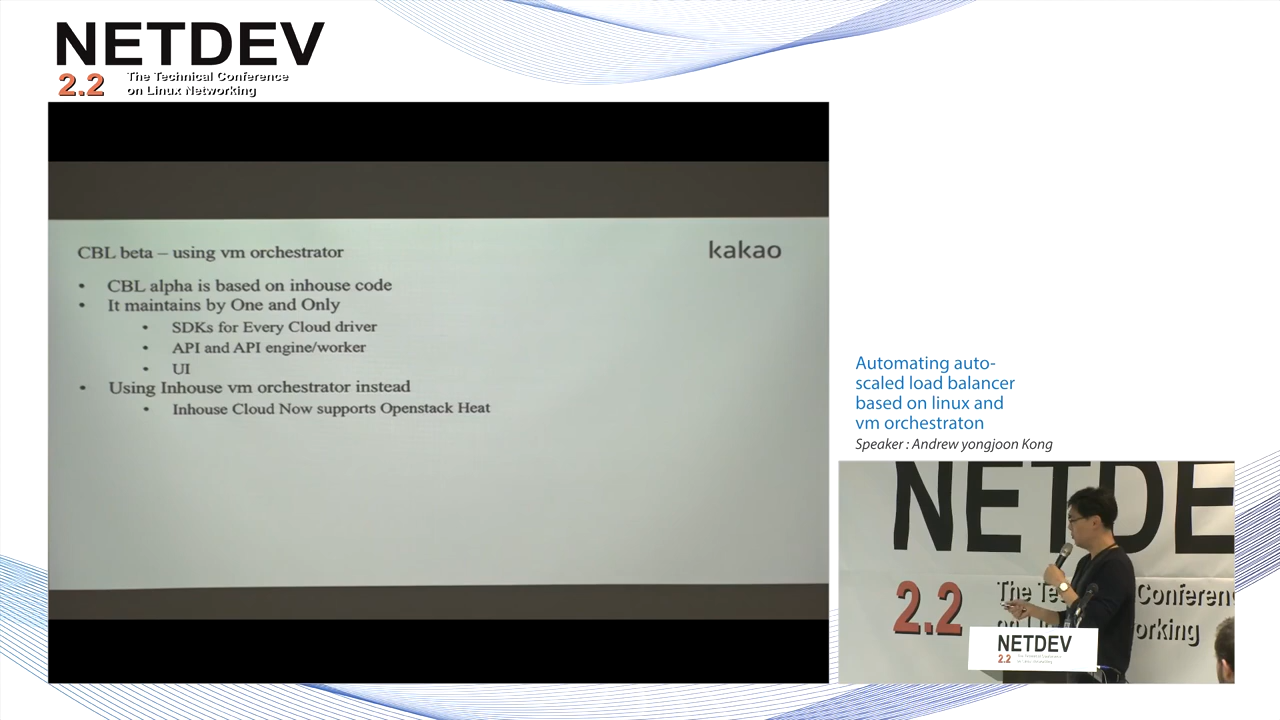 NETDEV
2.2
The Technical Conference
on Linux Networking
CBL beta – using vm orchestrator
kakao
• CBL alpha is based on inhouse code
• It maintains by One and Only
• SDKs for Every Cloud driver
• API and API engine/worker
• UI
• Using Inhouse vm orchestrator instead
• Inhouse Cloud Now supports Openstack Heat
Automating auto-
scaled load balancer
based on linux and
vm orchestraton
Speaker : Andrew yongjoon Kong
NETDE
2.2
The Te
Conferen
orking
NETDEV
2.2